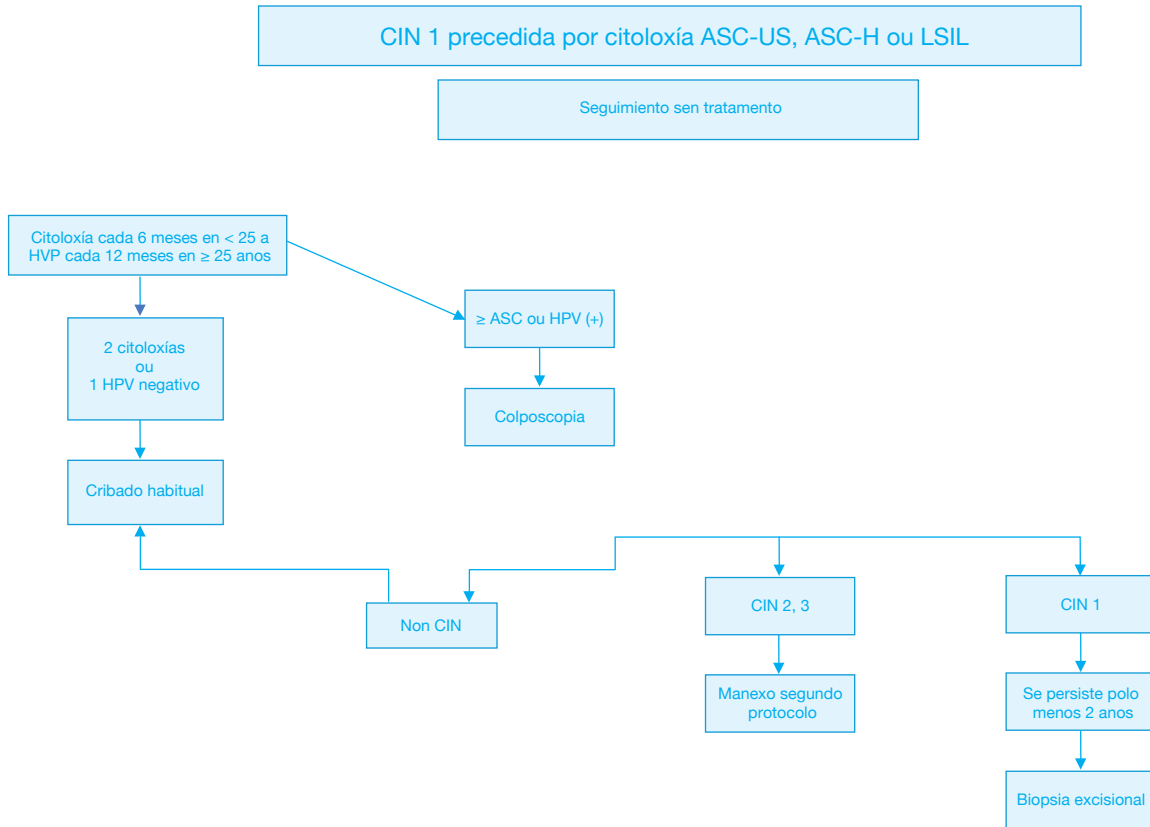 CIN 1 precedida por citoloxía ASC-US, ASC-H ou LSIL
Seguimiento sen tratamento
Citoloxía cada 6 meses en < 25 a
HVP cada 12 meses en ≥ 25 anos
≥ ASC ou HPV (+)
2 citoloxías
ou
1 HPV negativo
Colposcopia
Cribado habitual
Non CIN
CIN 2, 3
CIN 1
Manexo segundo
protocolo
Se persiste polo
menos 2 anos
Biopsia excisional